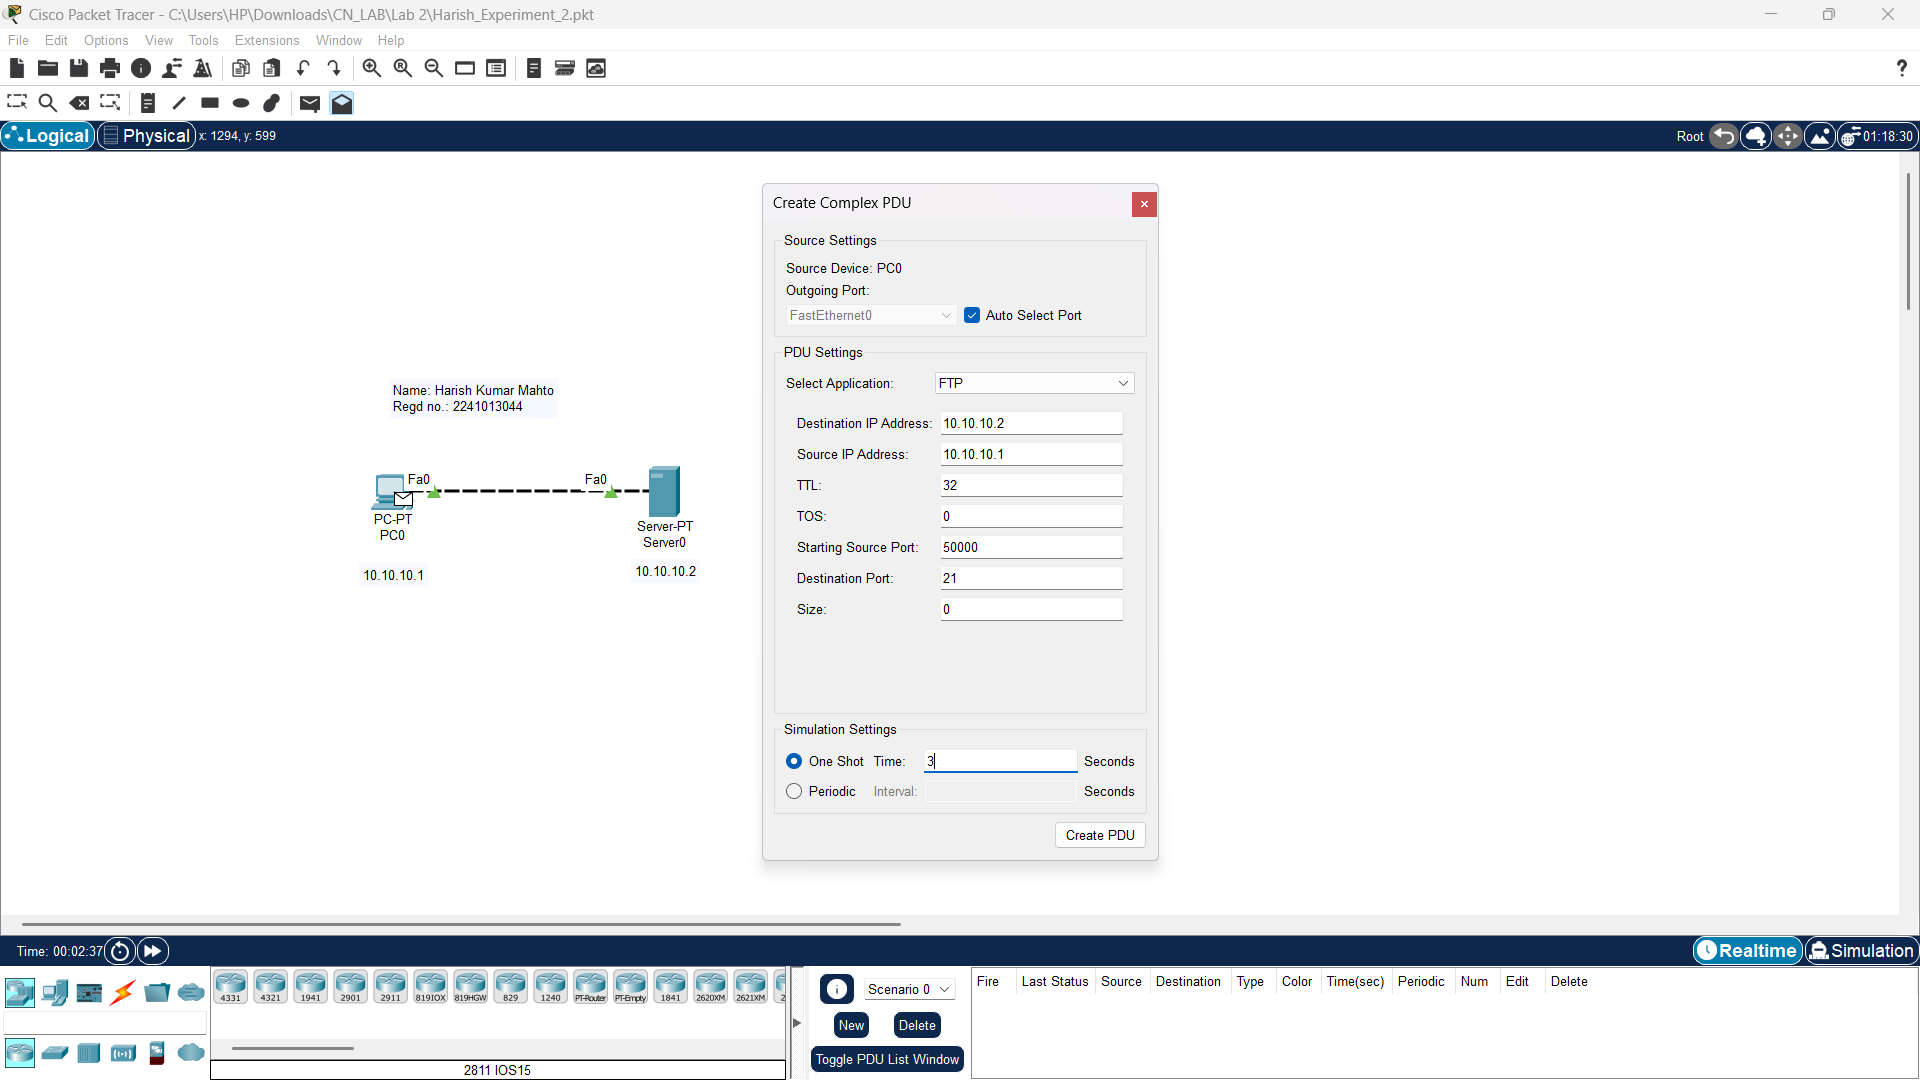 Cisco Packet Tracer - C:\Users\HP\Downloads\CN_LAB\Lab 2\Harish_Experiment_2.pkt
File Edit Options View Tools Extensions Window Help
?
Logical Physical x: 1294, y: 599 Root 01:18:30
Create Complex PDU
Source Settings
Source Device: PC0
Outgoing Port:
FastEthernet0 Auto Select Port
PDU Settings
Select Application: FTP
Destination IP Address: 10.10.10.2
Source IP Address: 10.10.10.1
TTL: 32
TOS: 0
Starting Source Port: 50000
Destination Port: 21
Size: 0
Simulation Settings
One Shot Time: 3 Seconds
Periodic Interval: Seconds
Create PDU
Name: Harish Kumar Mahto
Regd no.: 2241013044
Fa0 Fa0
PC-PT
PC0
Server-PT
Server0
10.10.10.1
10.10.10.2
Time: 00:02:37 Realtime Simulation
4331 4321 1941 2901 2911 819IOX 819HGW 829 1240 PT-Router PT-Empty 1841 2620XM 2621XM 2
2811 IOS15
Scenario 0
New Delete
Toggle PDU List Window
Fire Last Status Source Destination Type Color Time(sec) Periodic Num Edit Delete